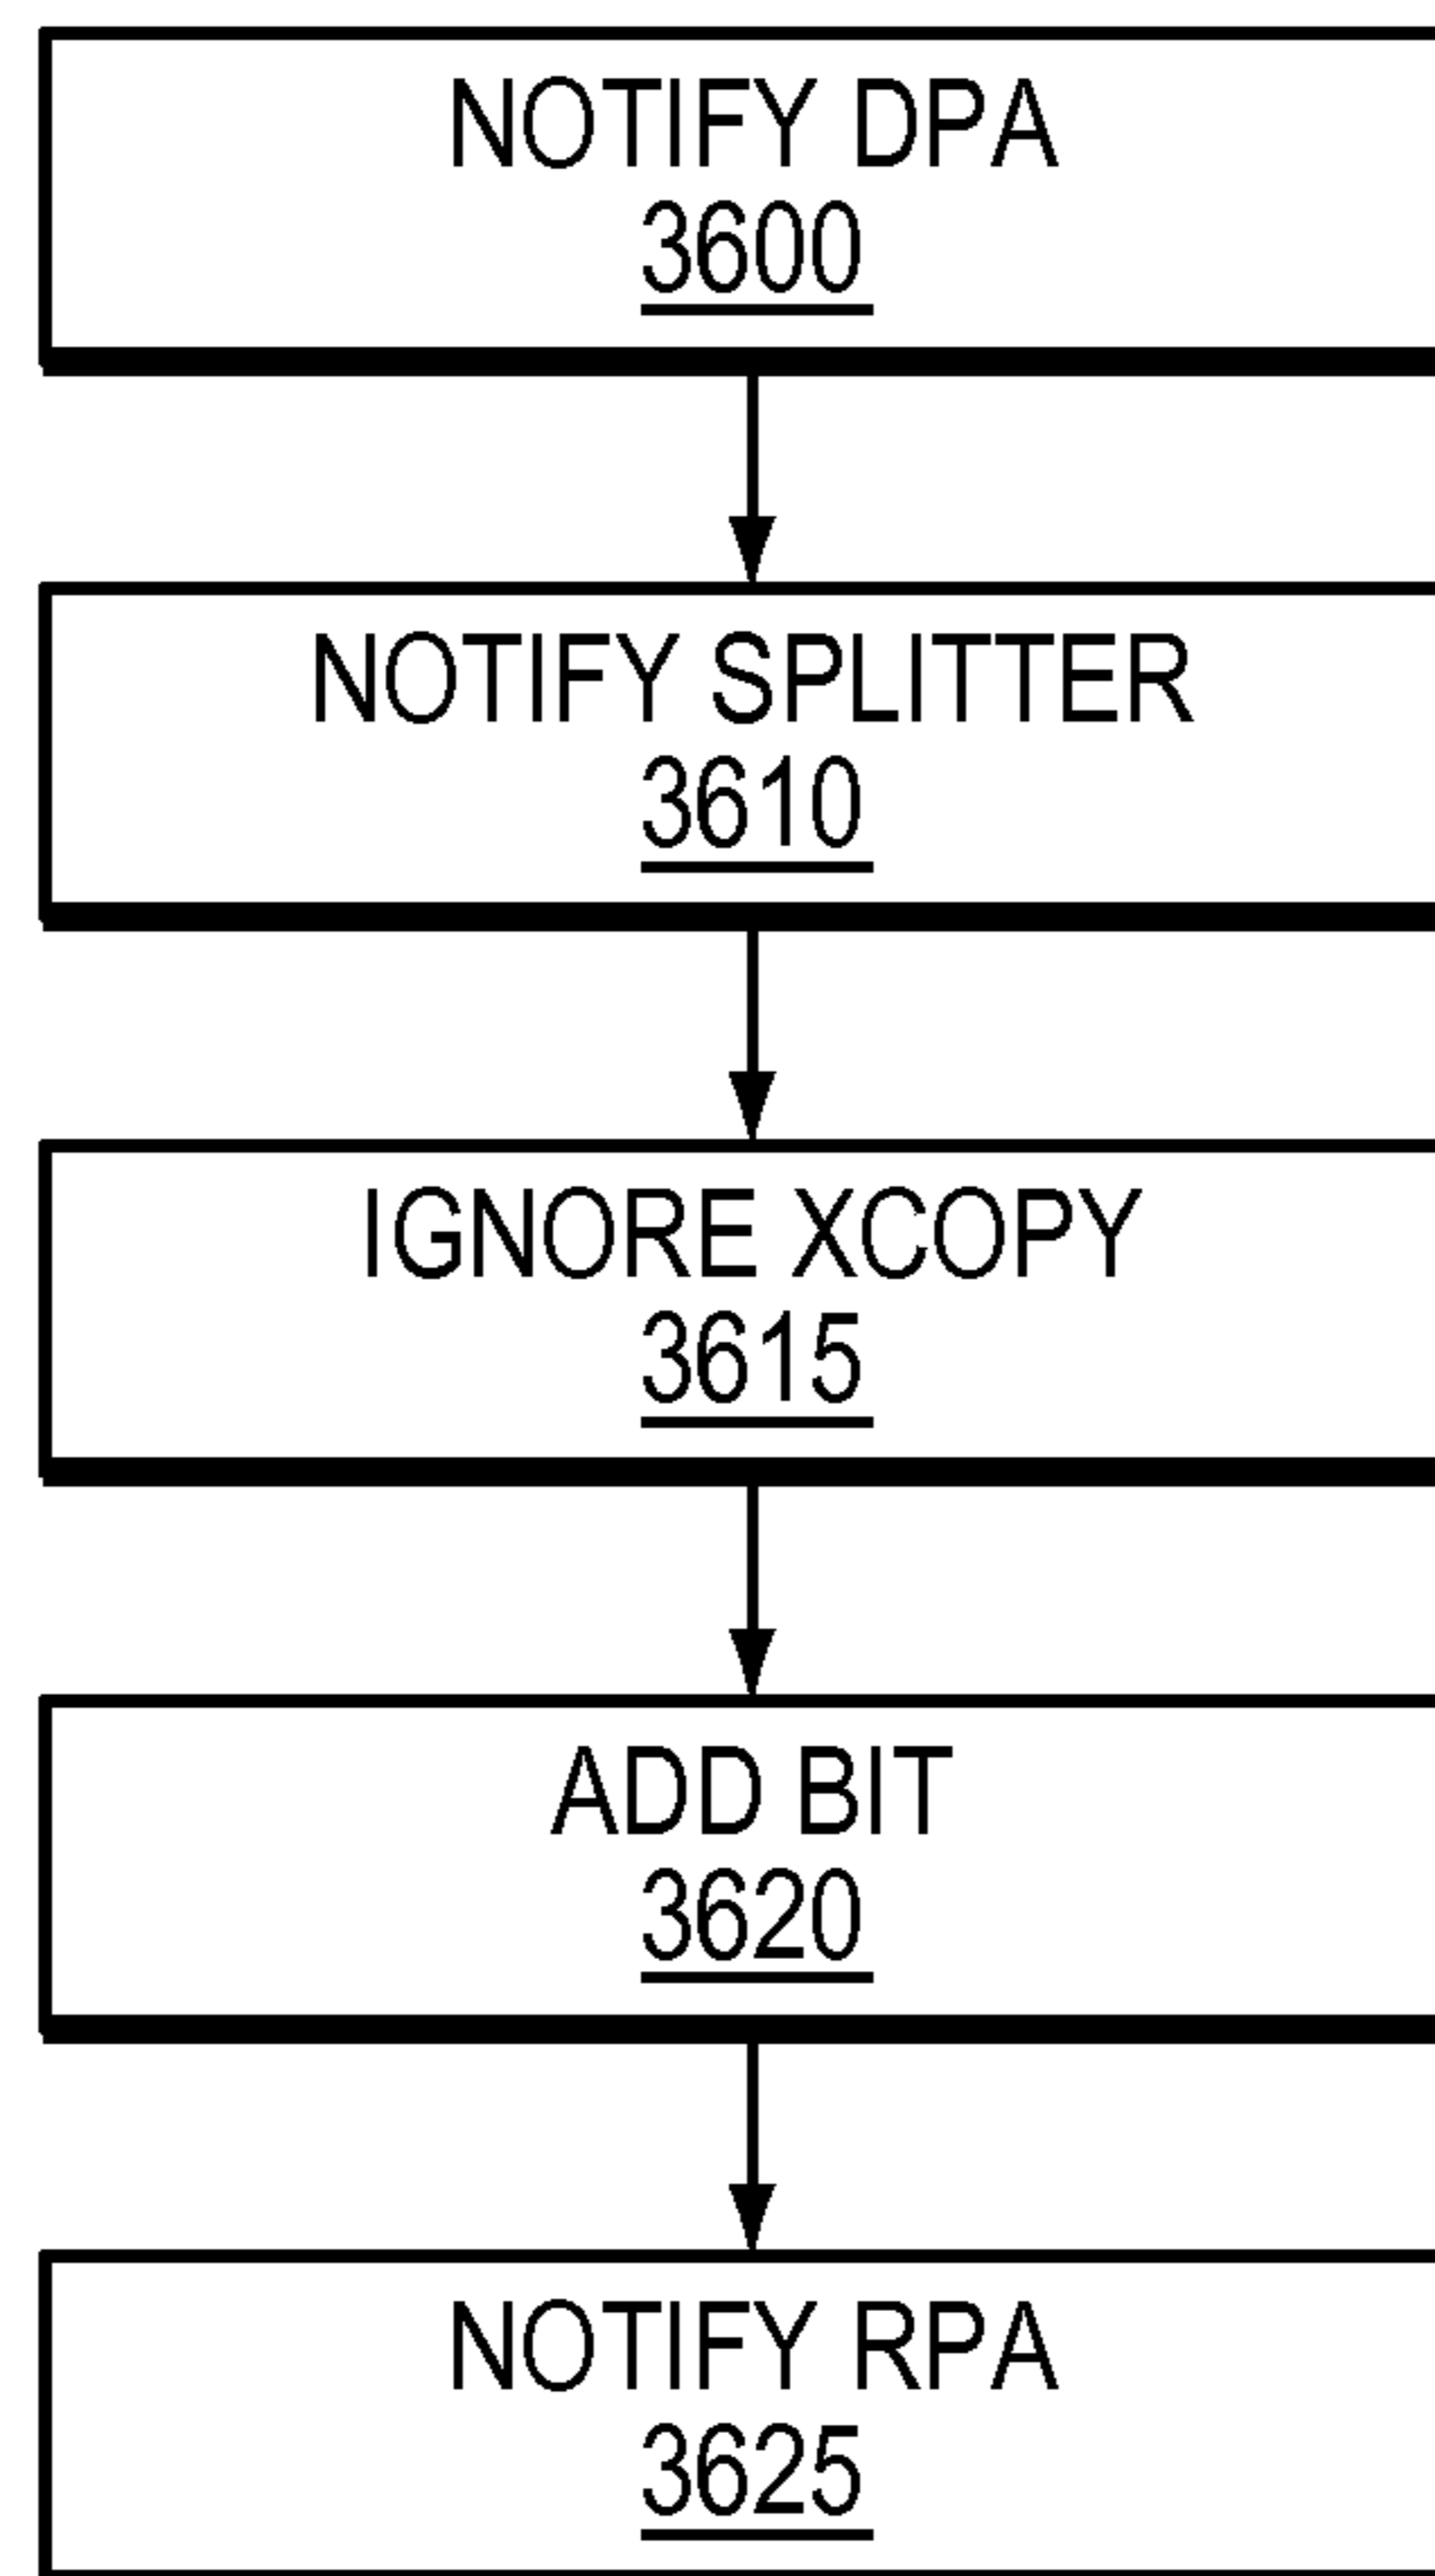 NOTIFY DPA
3600
NOTIFY SPLITTER
3610
IGNORE XCOPY
3615
ADD BIT
3620
NOTIFY RPA
3625